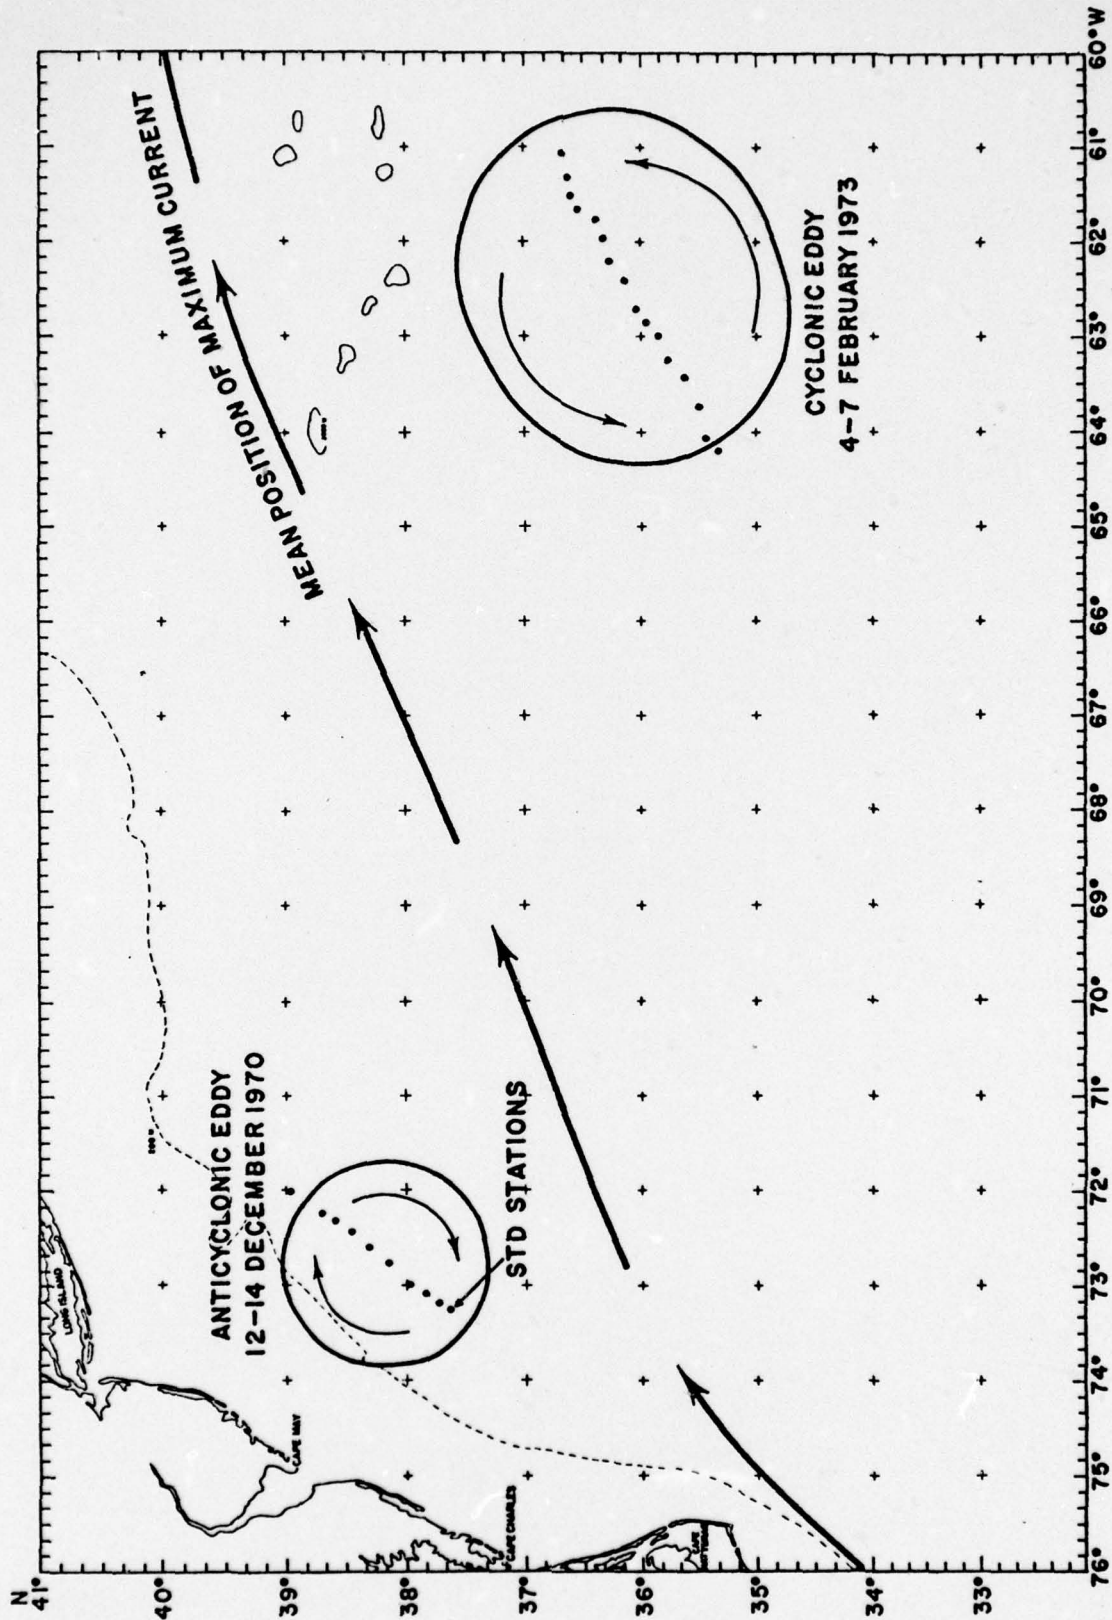 N
41°
40°
39°
38°
37°
36°
35°
34°
33°
76°
75°
74°
73°
72°
71°
70°
69°
68°
67°
66°
65°
64°
63°
62°
61°
60°W
LONG ISLAND
CAPE MAY
CAPE CHARLES
ANTICYCLONIC EDDY
12–14 DECEMBER 1970
STD STATIONS
MEAN POSITION OF MAXIMUM CURRENT
CYCLONIC EDDY
4–7 FEBRUARY 1973